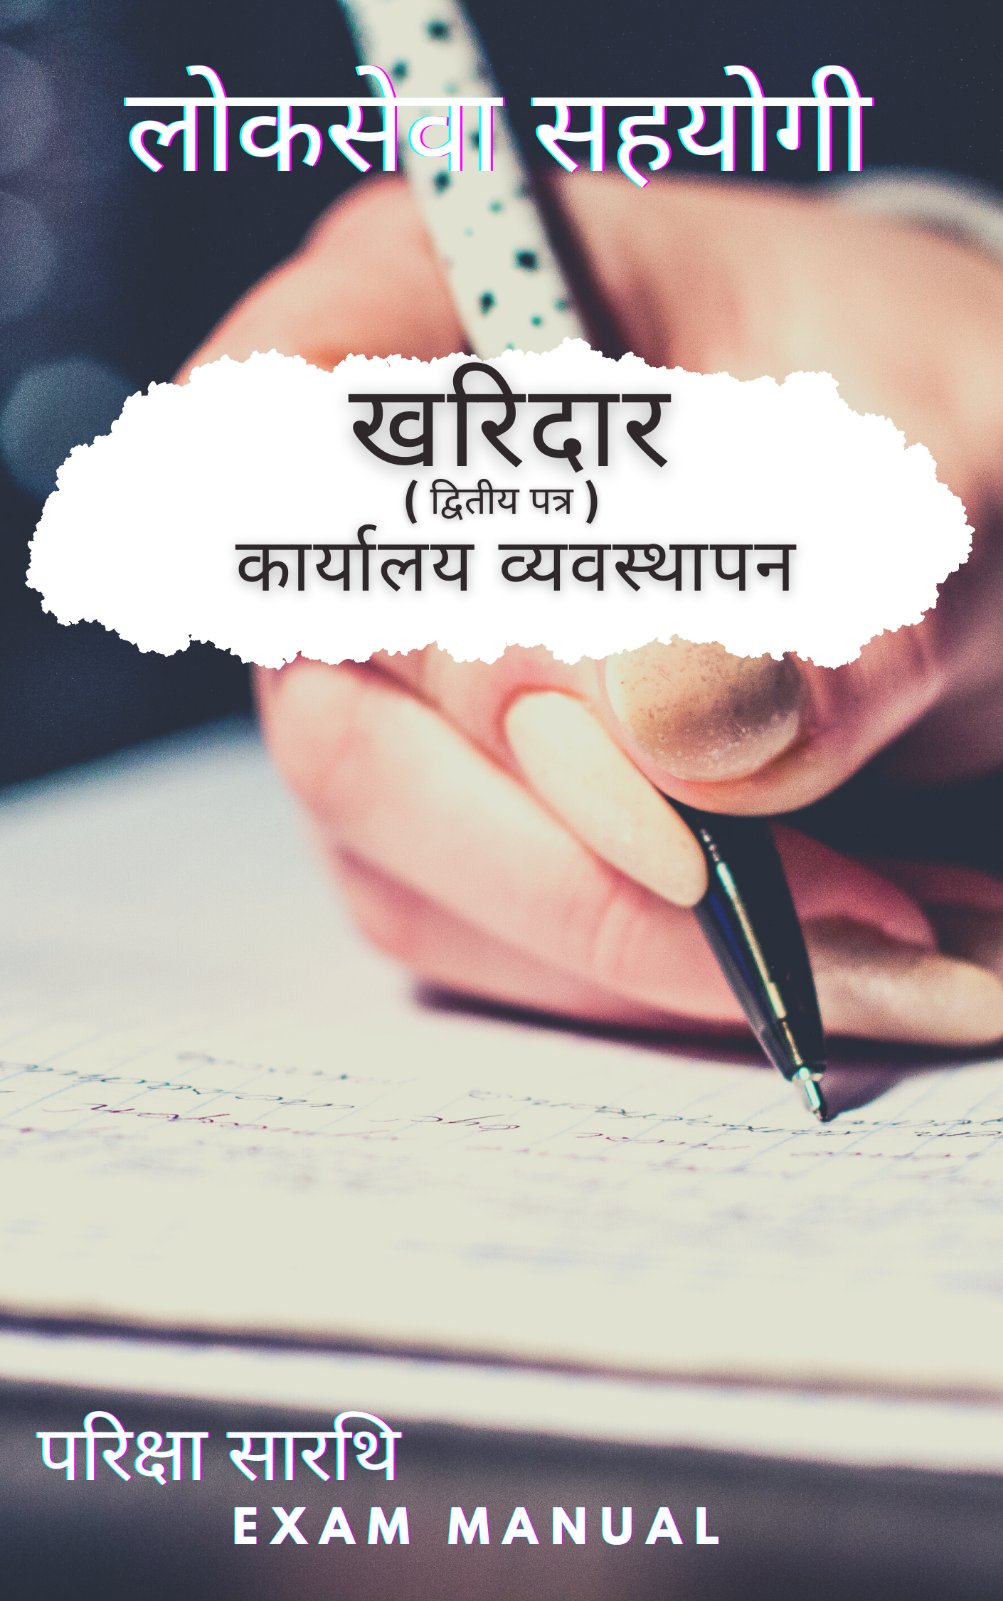 लोकसेवा सहयोगी
खरिदार
( द्वितीय पत्र )
कार्यालय व्यवस्थापन
परिक्षा सारथि
EXAM MANUAL